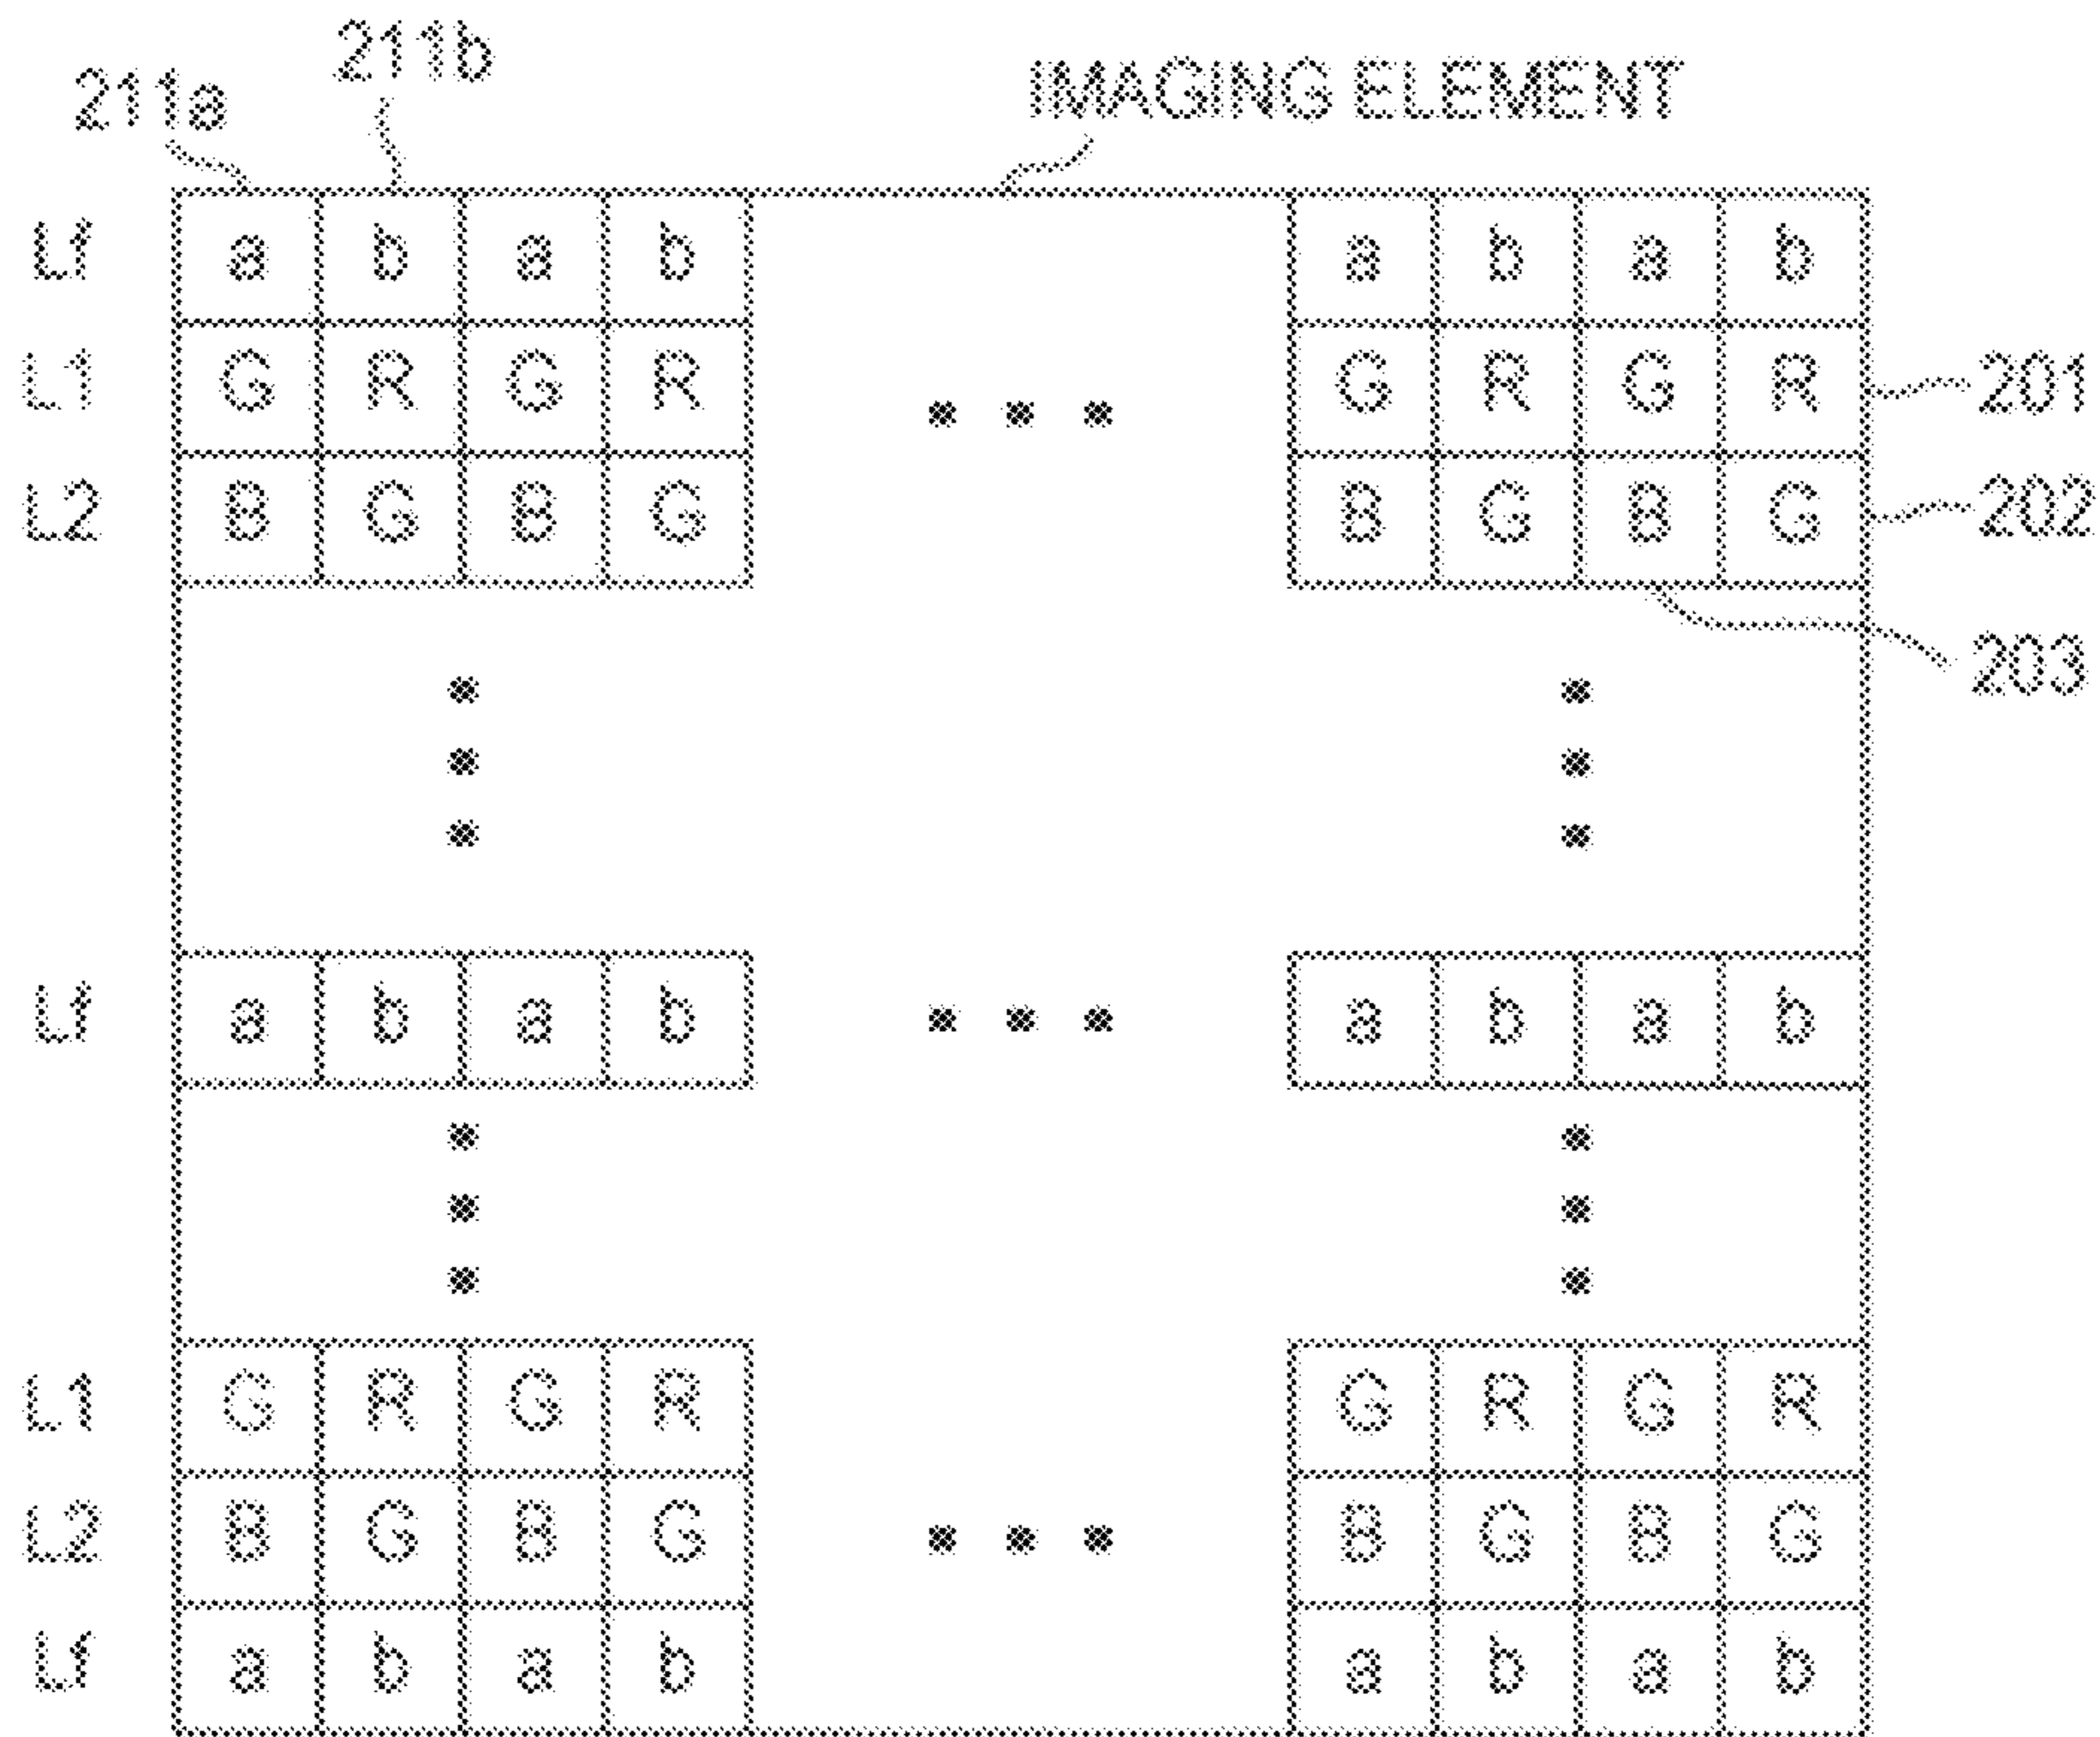 211a 211b IMAGING ELEMENT
Lf a b a b a b a b
L1 G R G R G R G R 201
L2 B G B G B G B G 202
203
Lf a b a b a b a b
L1 G R G R G R G R
L2 B G B G B G B G
Lf a b a b a b a b